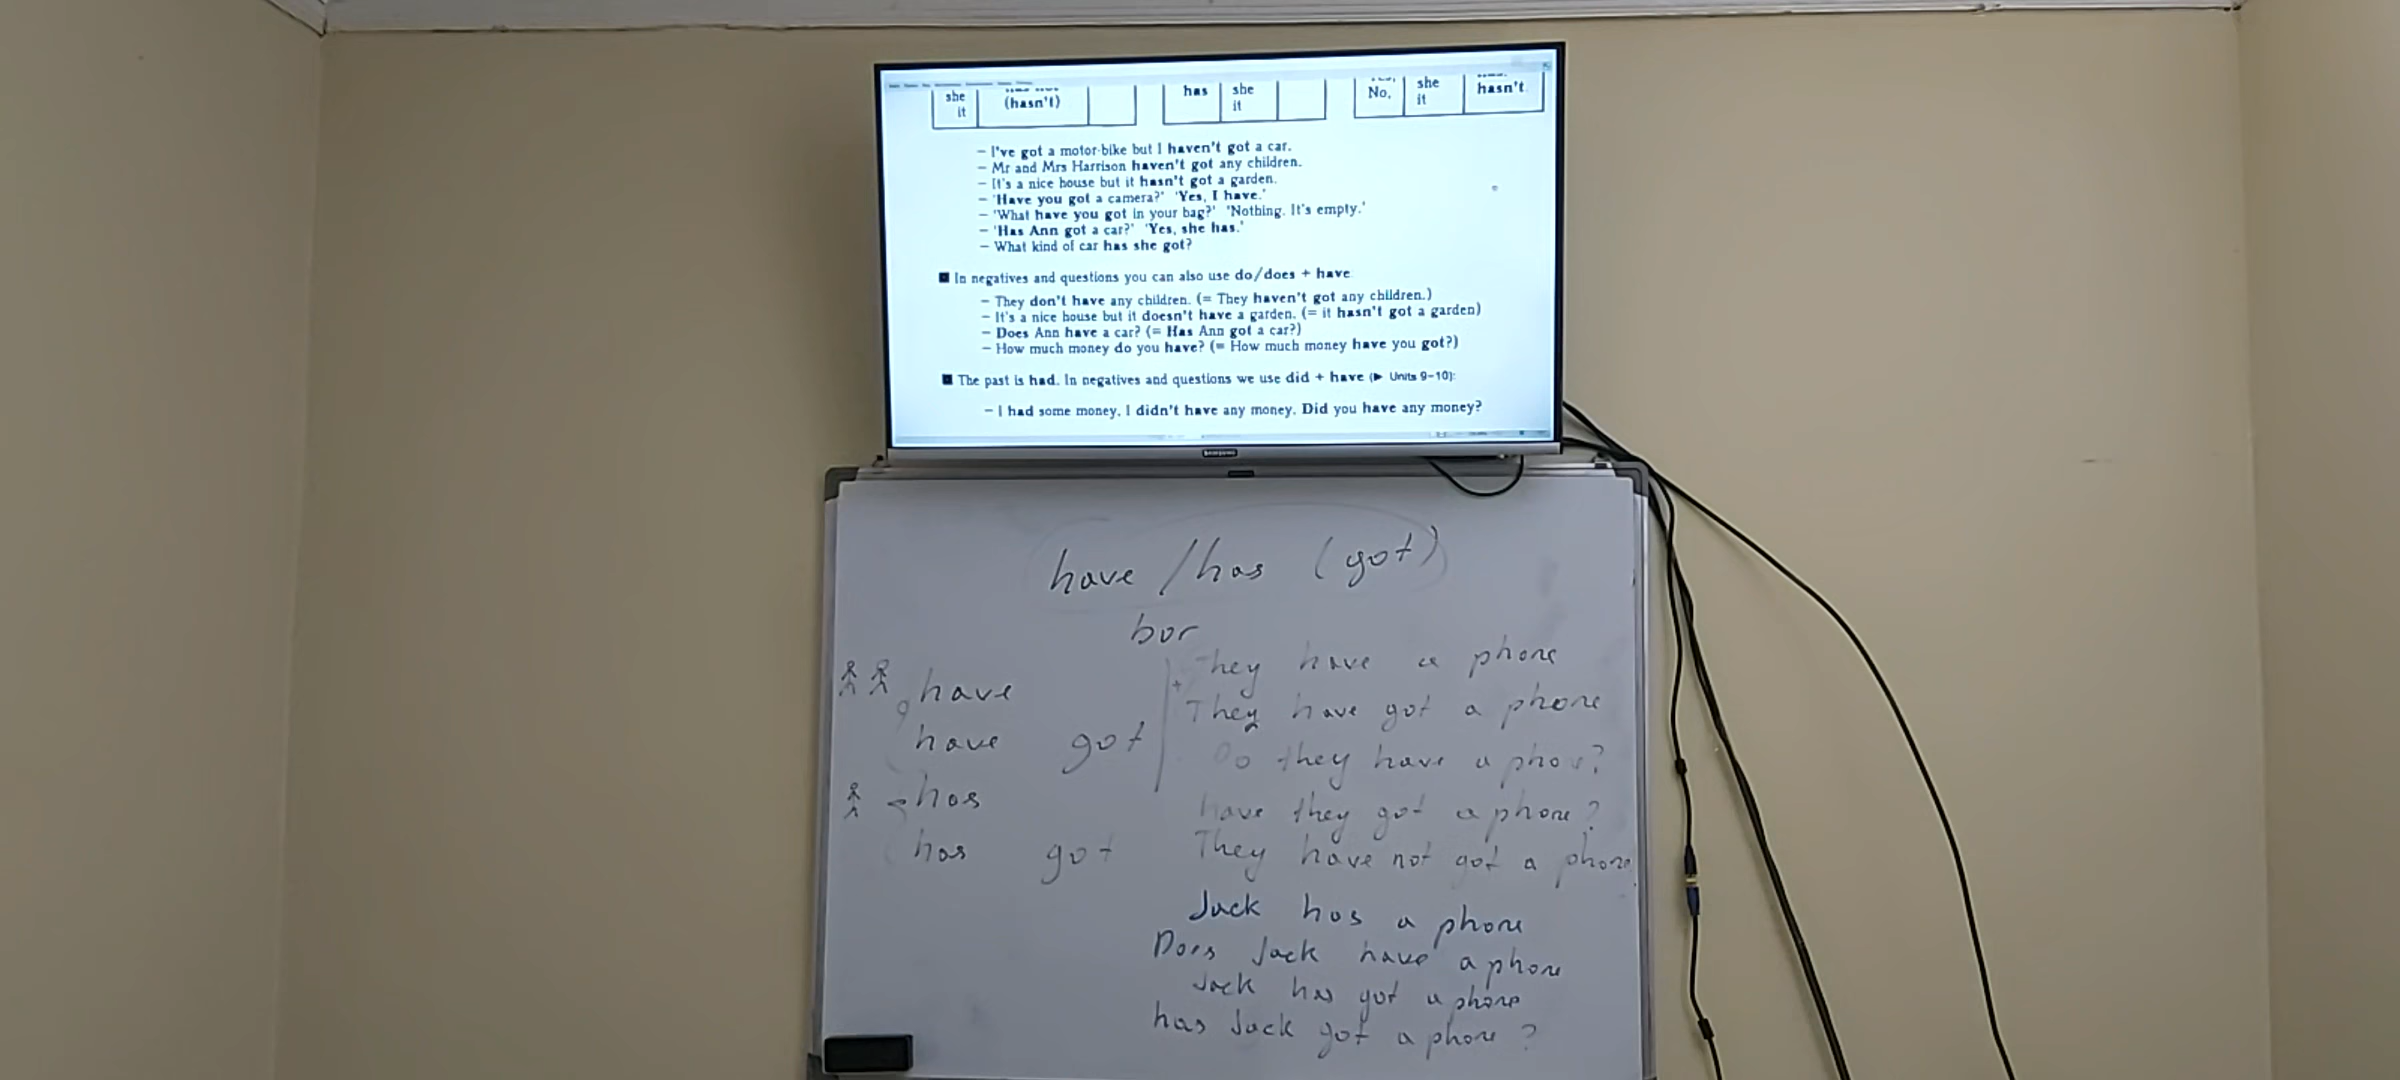 she (hasn't) has she No, she hasn't.
it it it
– I've got a motor-bike but I haven't got a car.
– Mr and Mrs Harrison haven't got any children.
– It's a nice house but it hasn't got a garden.
– 'Have you got a camera?' 'Yes, I have.'
– 'What have you got in your bag?' 'Nothing. It's empty.'
– 'Has Ann got a car?' 'Yes, she has.'
– What kind of car has she got?
■ In negatives and questions you can also use do/does + have
– They don't have any children. (= They haven't got any children.)
– It's a nice house but it doesn't have a garden. (= it hasn't got a garden)
– Does Ann have a car? (= Has Ann got a car?)
– How much money do you have? (= How much money have you got?)
■ The past is had. In negatives and questions we use did + have (▶ Units 9–10):
– I had some money. I didn't have any money. Did you have any money?
SAMSUNG
have / has (got)
bor
have
have got
has
has got
+ They have a phone
They have got a phone
Do they have a phone?
Have they got a phone?
They have not got a phone
Jack has a phone
Does Jack have a phone
Jack has got a phone
has Jack got a phone ?